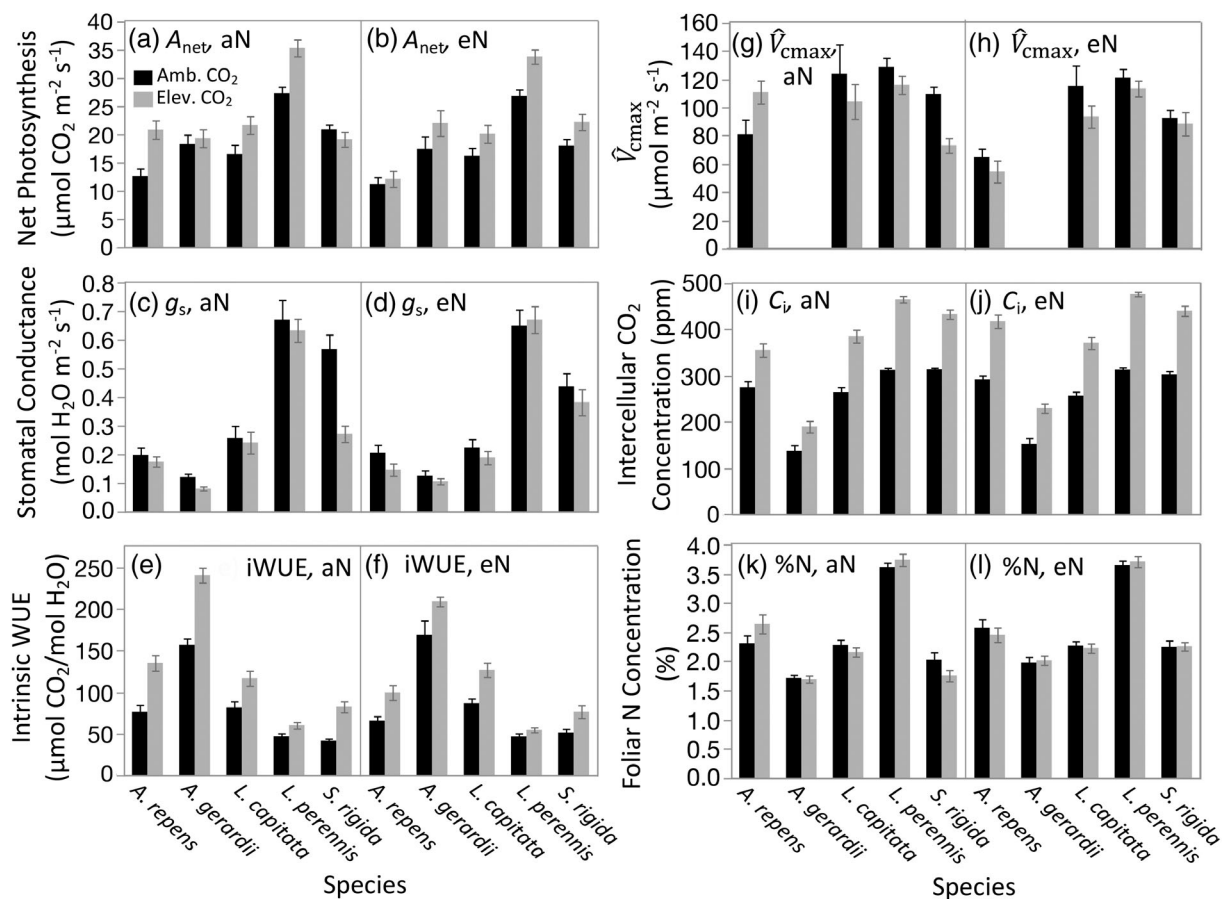 Net Photosynthesis
(µmol CO₂ m⁻² s⁻¹)
40
35
30
25
20
15
10
5
0
(a) Anet, aN
Amb. CO₂
Elev. CO₂
(b) Anet, eN
Stomatal Conductance
(mol H₂O m⁻² s⁻¹)
0.8
0.7
0.6
0.5
0.4
0.3
0.2
0.1
0.0
(c) gs, aN
(d) gs, eN
Intrinsic WUE
(µmol CO₂/mol H₂O)
250
200
150
100
50
0
(e) iWUE, aN
(f) iWUE, eN
A. repens
A. gerardii
L. capitata
L. perennis
S. rigida
A. repens
A. gerardii
L. capitata
L. perennis
S. rigida
Species
V̂cmax
(µmol m⁻² s⁻¹)
160
140
120
100
80
60
40
20
0
(g) V̂cmax,
aN
(h) V̂cmax, eN
Intercellular CO₂
Concentration (ppm)
500
400
300
200
100
0
(i) Ci, aN
(j) Ci, eN
Foliar N Concentration
(%)
4.0
3.5
3.0
2.5
2.0
1.5
1.0
0.5
0.0
(k) %N, aN
(l) %N, eN
A. repens
A. gerardii
L. capitata
L. perennis
S. rigida
A. repens
A. gerardii
L. capitata
L. perennis
S. rigida
Species